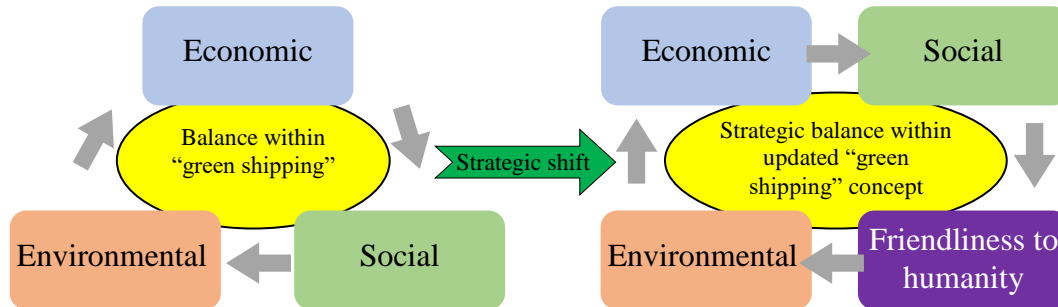 Economic
Balance within
“green shipping”
Environmental
Social
Strategic shift
Economic
Social
Strategic balance within
updated “green
shipping” concept
Environmental
Friendliness to
humanity